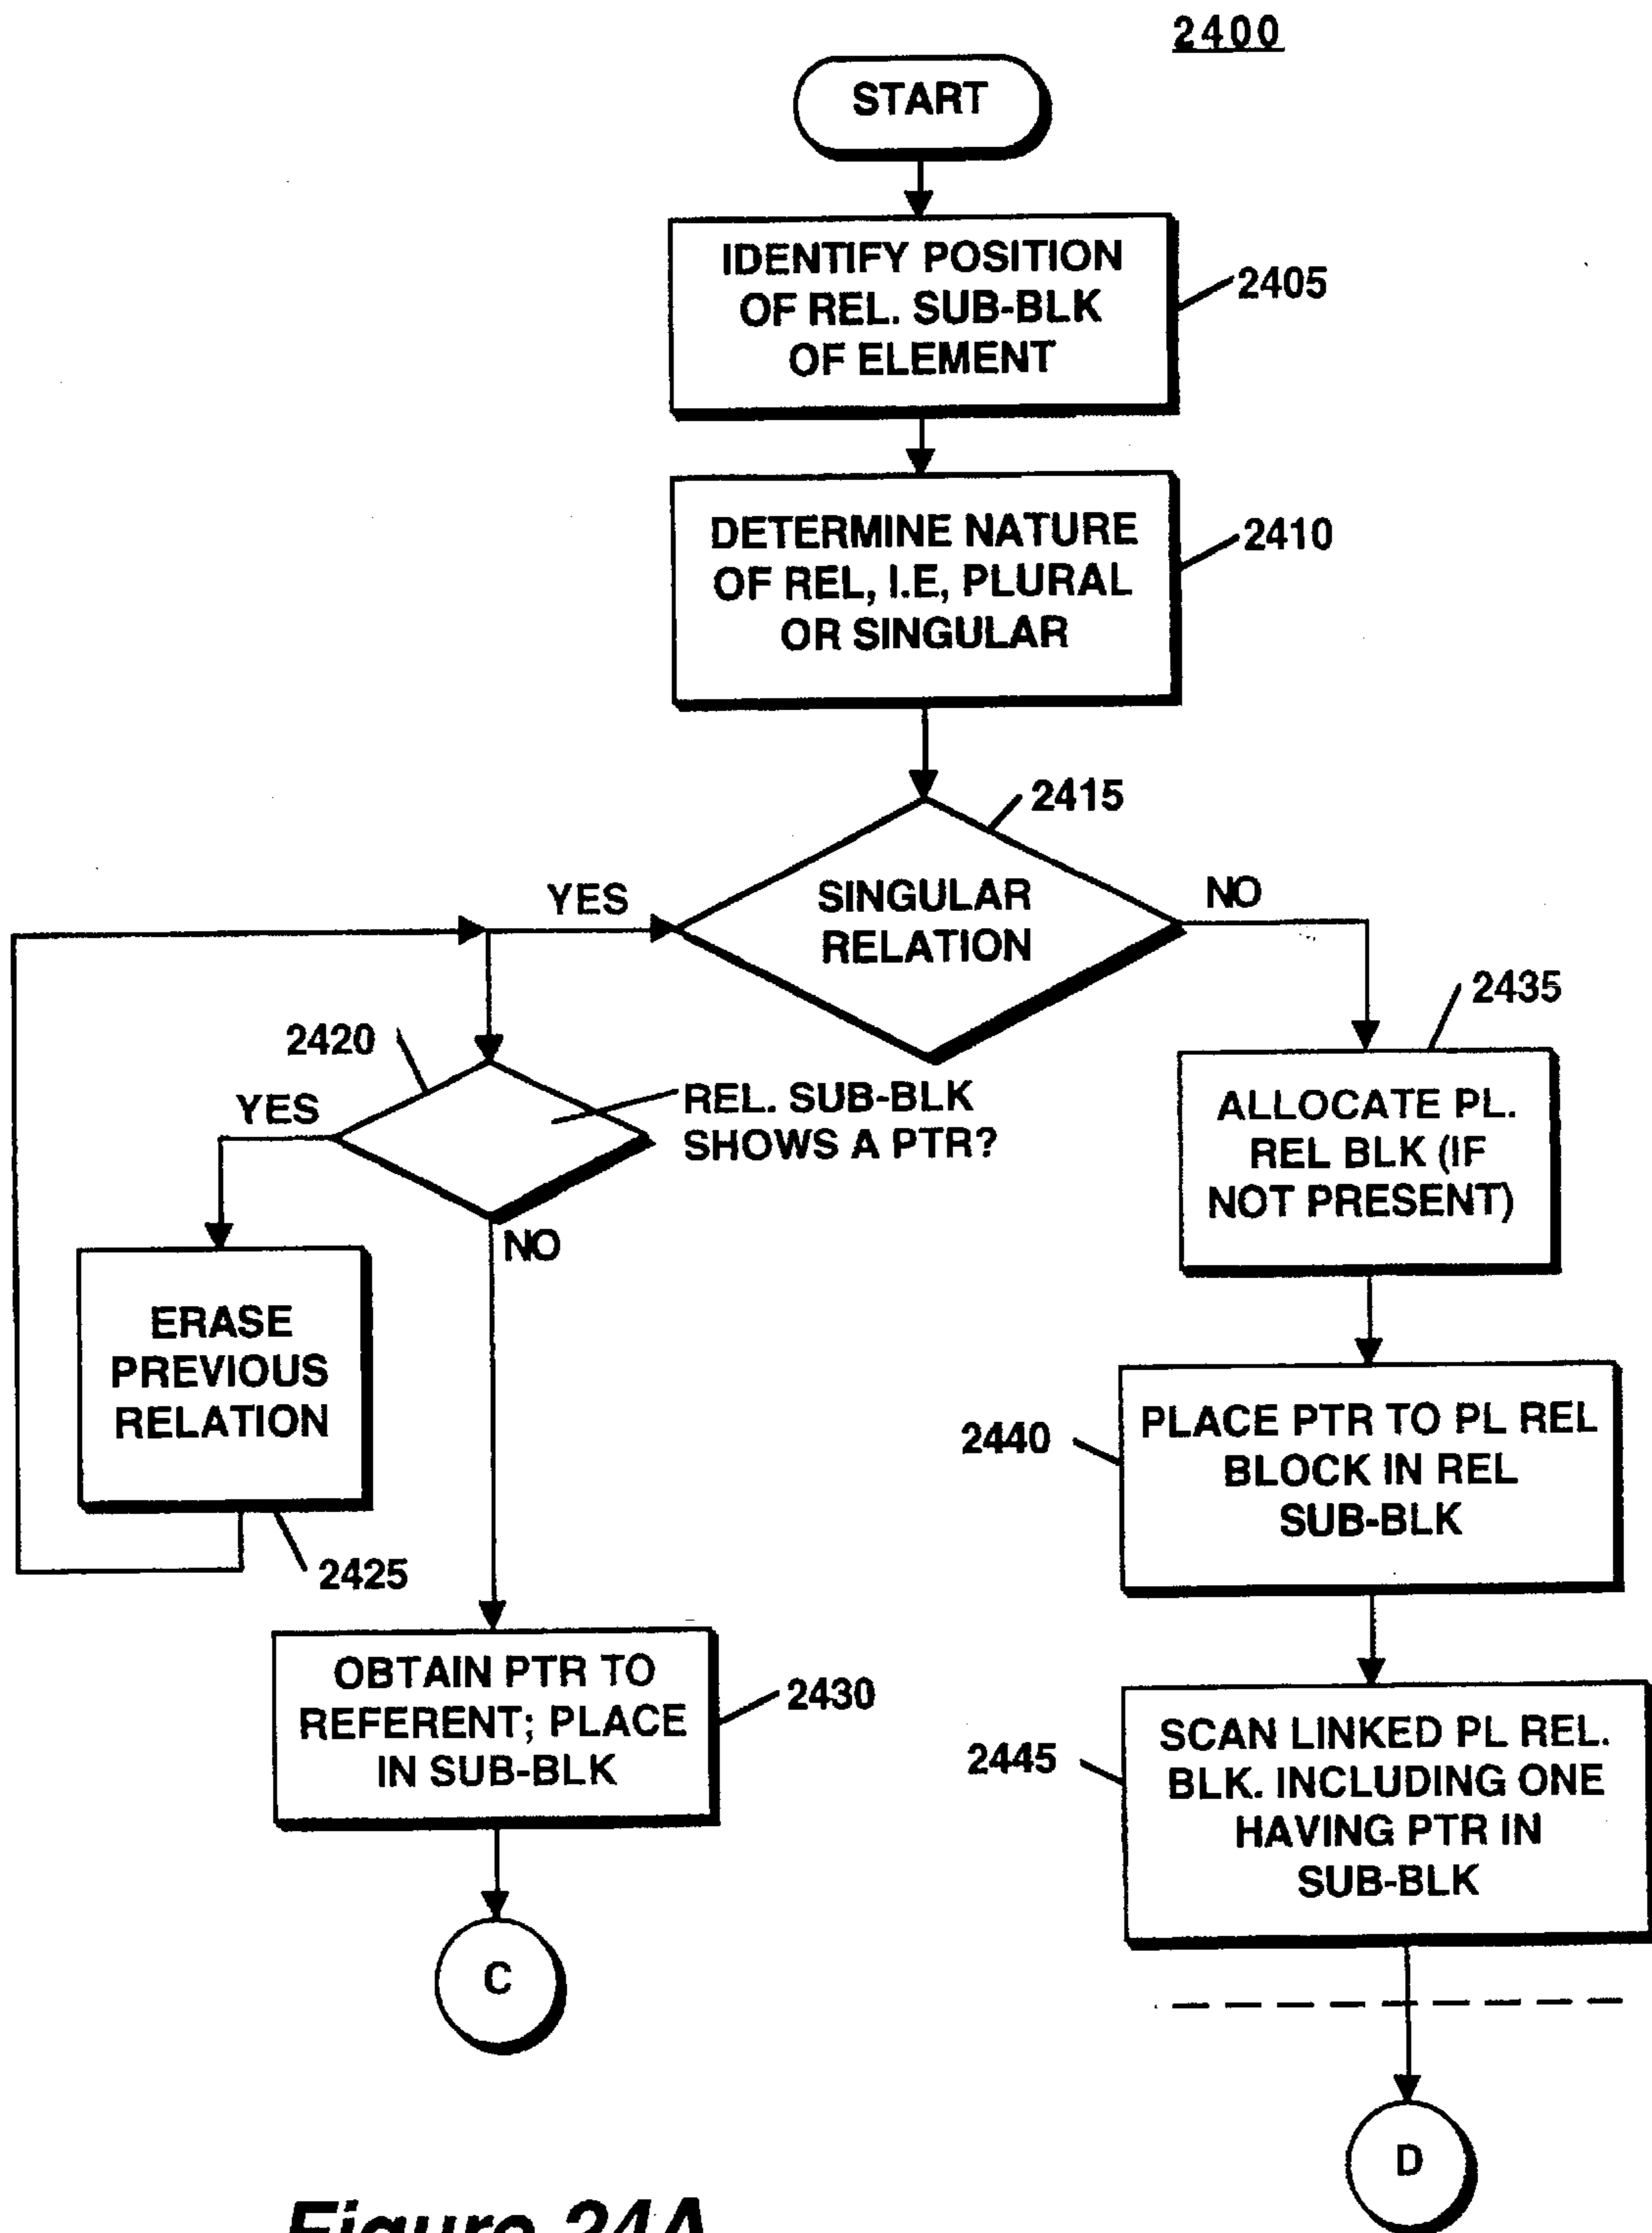 2400
START
IDENTIFY POSITION
OF REL. SUB-BLK
OF ELEMENT
2405
DETERMINE NATURE
OF REL, I.E, PLURAL
OR SINGULAR
2410
2415
SINGULAR
RELATION
YES
NO
2420
REL. SUB-BLK
SHOWS A PTR?
YES
NO
ERASE
PREVIOUS
RELATION
2425
OBTAIN PTR TO
REFERENT; PLACE
IN SUB-BLK
2430
C
2435
ALLOCATE PL.
REL BLK (IF
NOT PRESENT)
2440
PLACE PTR TO PL REL
BLOCK IN REL
SUB-BLK
2445
SCAN LINKED PL REL.
BLK. INCLUDING ONE
HAVING PTR IN
SUB-BLK
D
Figure 24A